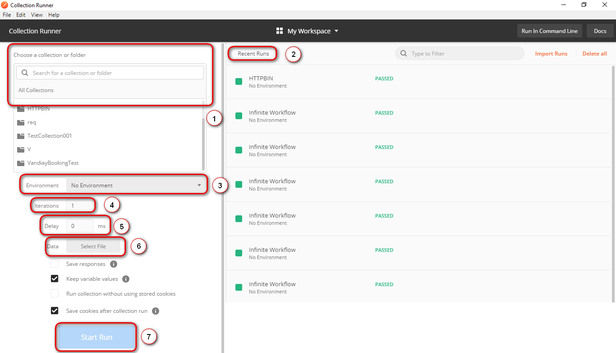 Collection Runner
File Edit View Help
Collection Runner
My Workspace
Run In Command Line
Docs
Choose a collection or folder
Search for a collection or folder
All Collections
HTTPBIN
req
TestCollection001
V
VandiayBookingTest
1
Environment No Environment
3
Iterations 1
4
Delay 0 ms
5
Data Select File
6
Save responses
Keep variable values
Run collection without using stored cookies
Save cookies after collection run
Start Run
7
Recent Runs
2
Type to Filter
Import Runs
Delete all
HTTPBIN PASSED
No Environment
Infinite Workflow PASSED
No Environment
Infinite Workflow PASSED
No Environment
Infinite Workflow PASSED
No Environment
Infinite Workflow PASSED
No Environment
Infinite Workflow PASSED
No Environment
Infinite Workflow PASSED
No Environment